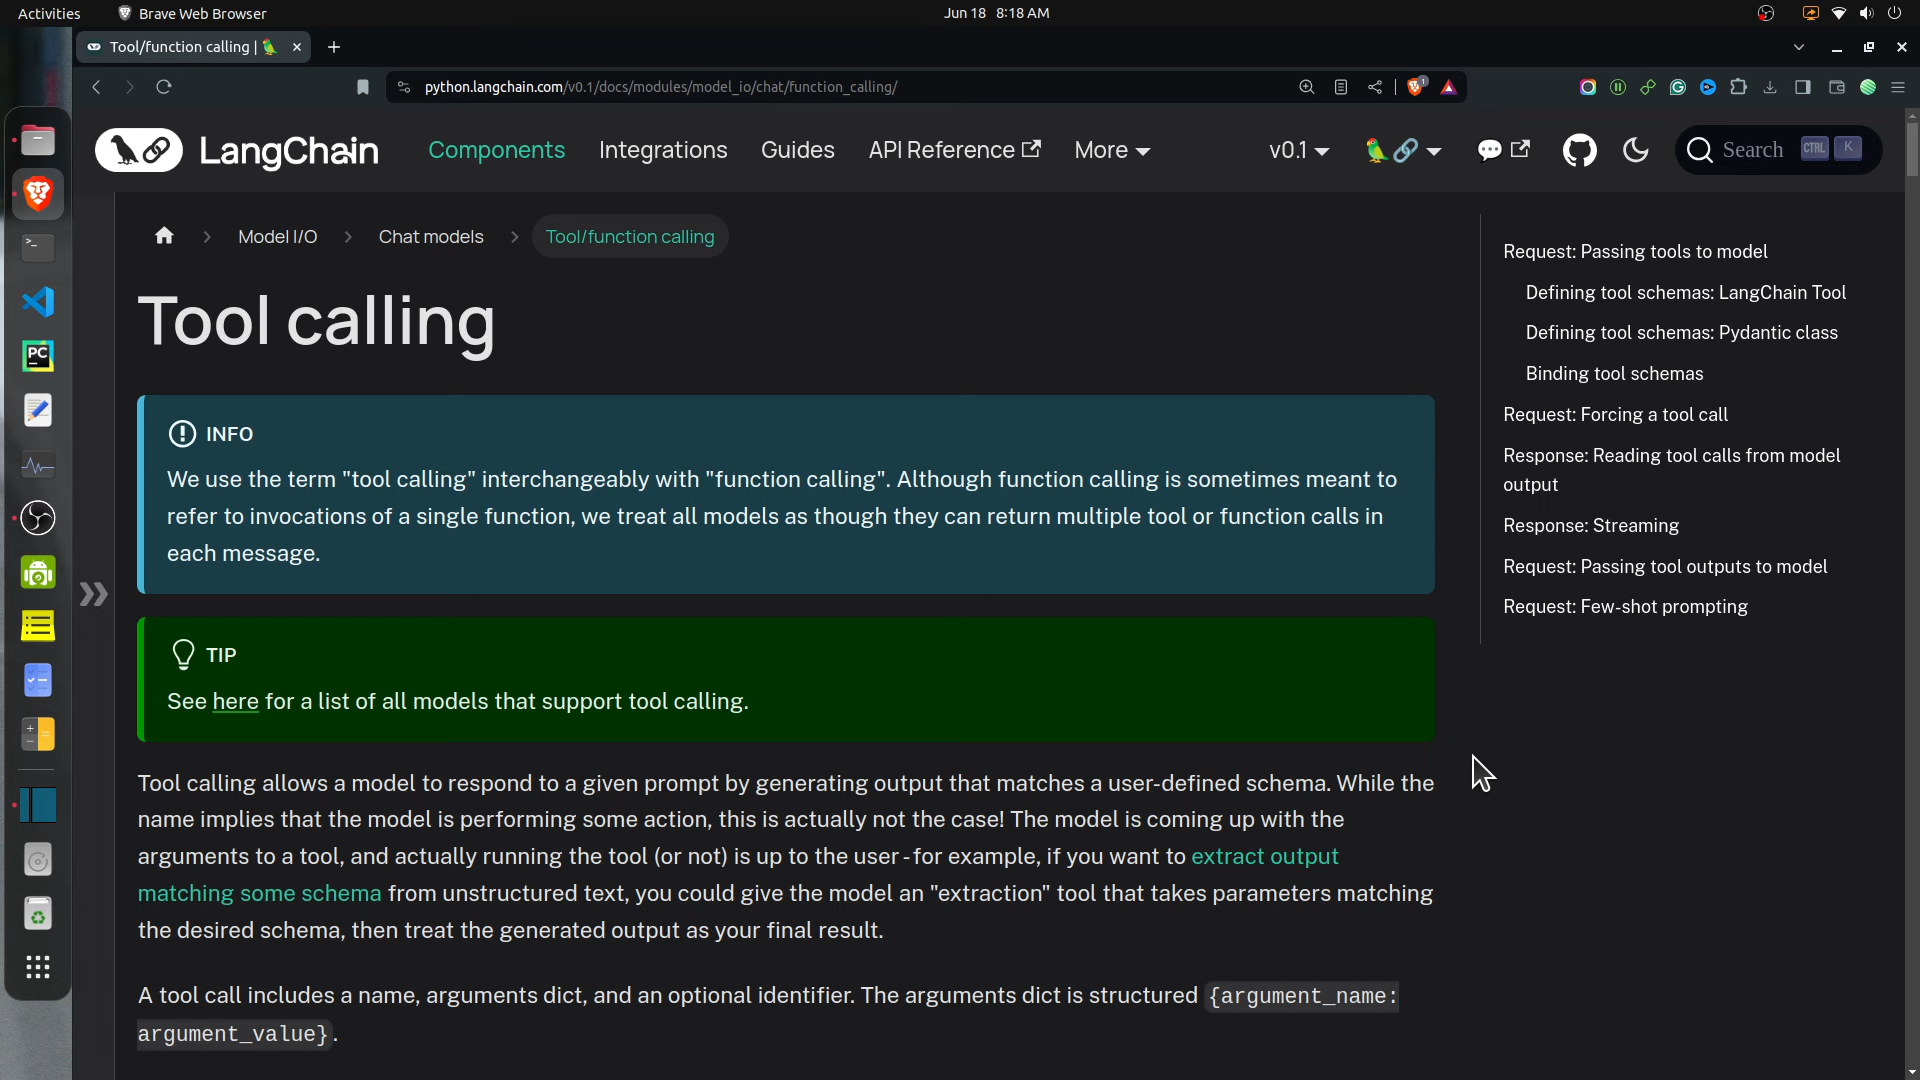 Activities
Brave Web Browser
Jun 18 8:18 AM
Tool/function calling |
python.langchain.com/v0.1/docs/modules/model_io/chat/function_calling/
1
LangChain
Components
Integrations
Guides
API Reference
More
v0.1
Search
CTRL
K
Model I/O
Chat models
Tool/function calling
Tool calling
INFO
We use the term "tool calling" interchangeably with "function calling". Although function calling is sometimes meant to
refer to invocations of a single function, we treat all models as though they can return multiple tool or function calls in
each message.
TIP
See here for a list of all models that support tool calling.
Tool calling allows a model to respond to a given prompt by generating output that matches a user-defined schema. While the
name implies that the model is performing some action, this is actually not the case! The model is coming up with the
arguments to a tool, and actually running the tool (or not) is up to the user - for example, if you want to extract output
matching some schema from unstructured text, you could give the model an "extraction" tool that takes parameters matching
the desired schema, then treat the generated output as your final result.
A tool call includes a name, arguments dict, and an optional identifier. The arguments dict is structured {argument_name:
argument_value}.
Request: Passing tools to model
Defining tool schemas: LangChain Tool
Defining tool schemas: Pydantic class
Binding tool schemas
Request: Forcing a tool call
Response: Reading tool calls from model
output
Response: Streaming
Request: Passing tool outputs to model
Request: Few-shot prompting
PC